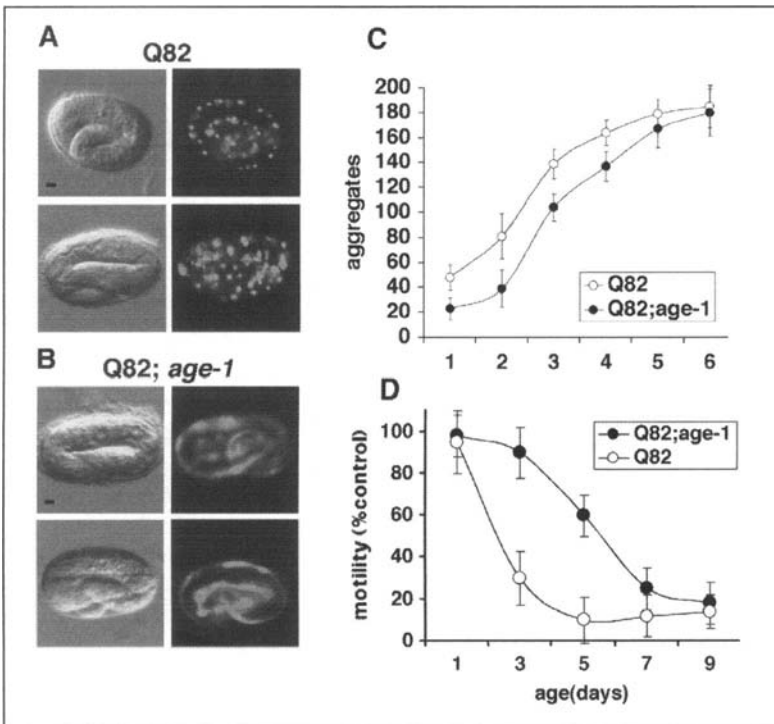 A
Q82
B
Q82; age-1
C
aggregates
200
180
160
140
120
100
80
60
40
20
0
1 2 3 4 5 6
Q82
Q82;age-1
D
motility (%control)
100
80
60
40
20
0
1 3 5 7 9
age(days)
Q82;age-1
Q82